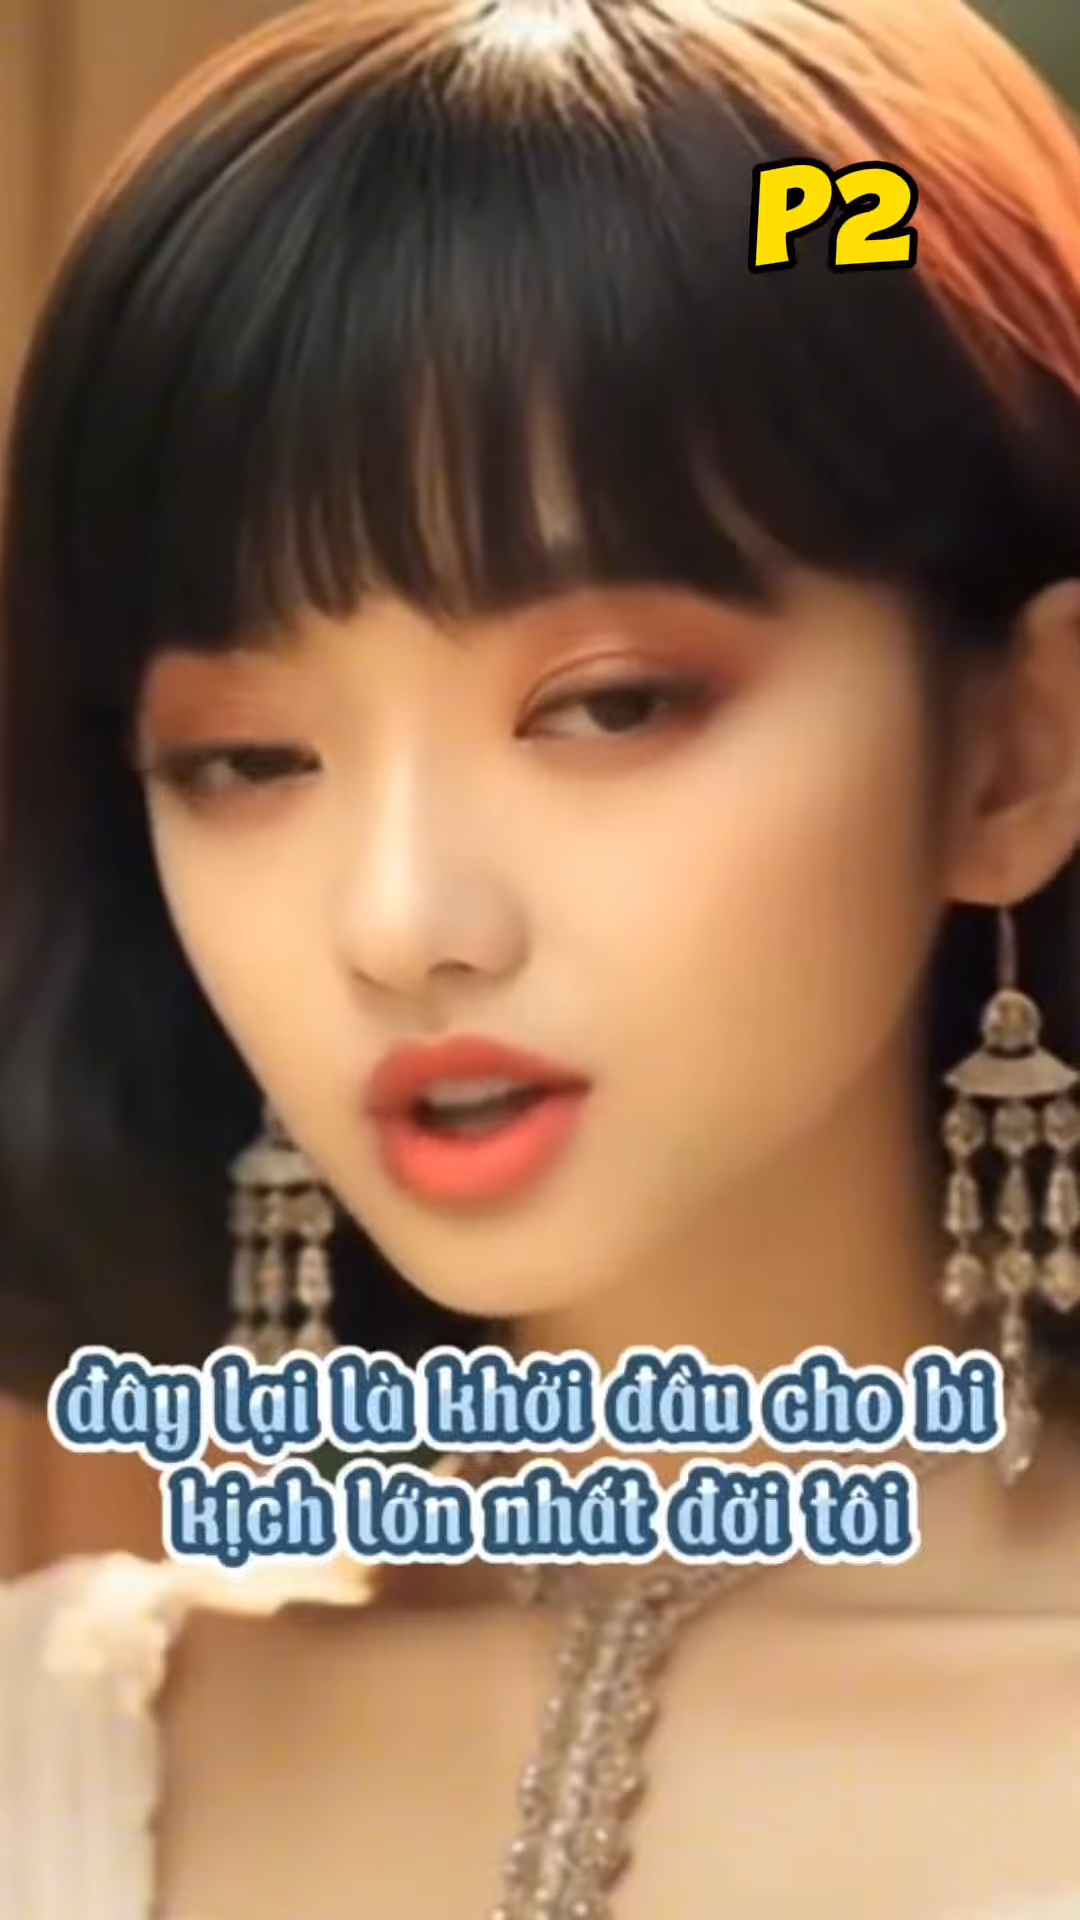 P2
đây lại là khởi đầu cho bi
kịch lớn nhất đời tôi